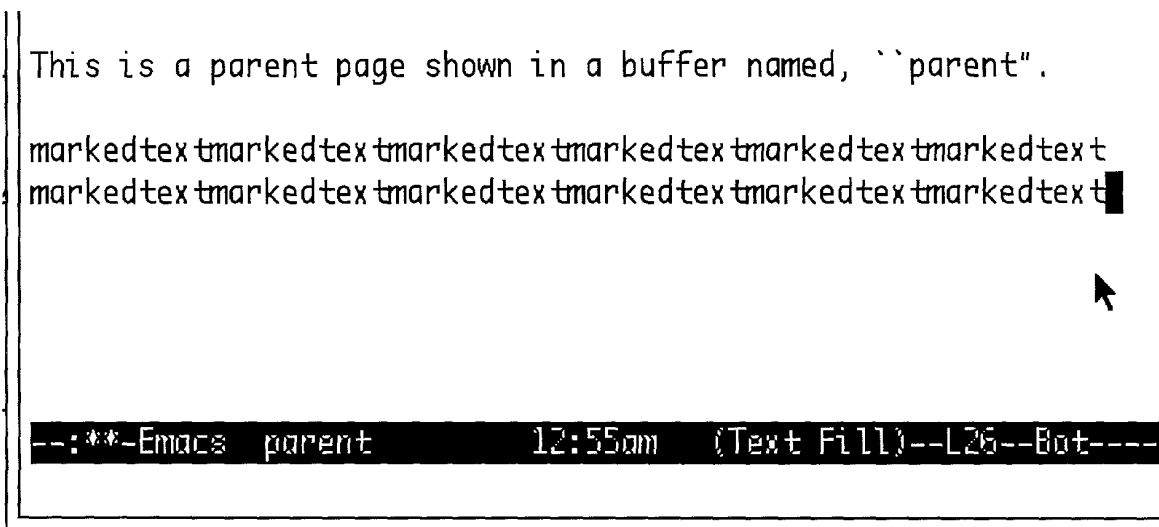 This is a parent page shown in a buffer named, ``parent".
markedtextmarkedtextmarkedtextmarkedtextmarkedtextmarkedtext
markedtextmarkedtextmarkedtextmarkedtextmarkedtextmarkedtext
--:**-Emacs parent 12:55am (Text Fill)--L26--Bot----